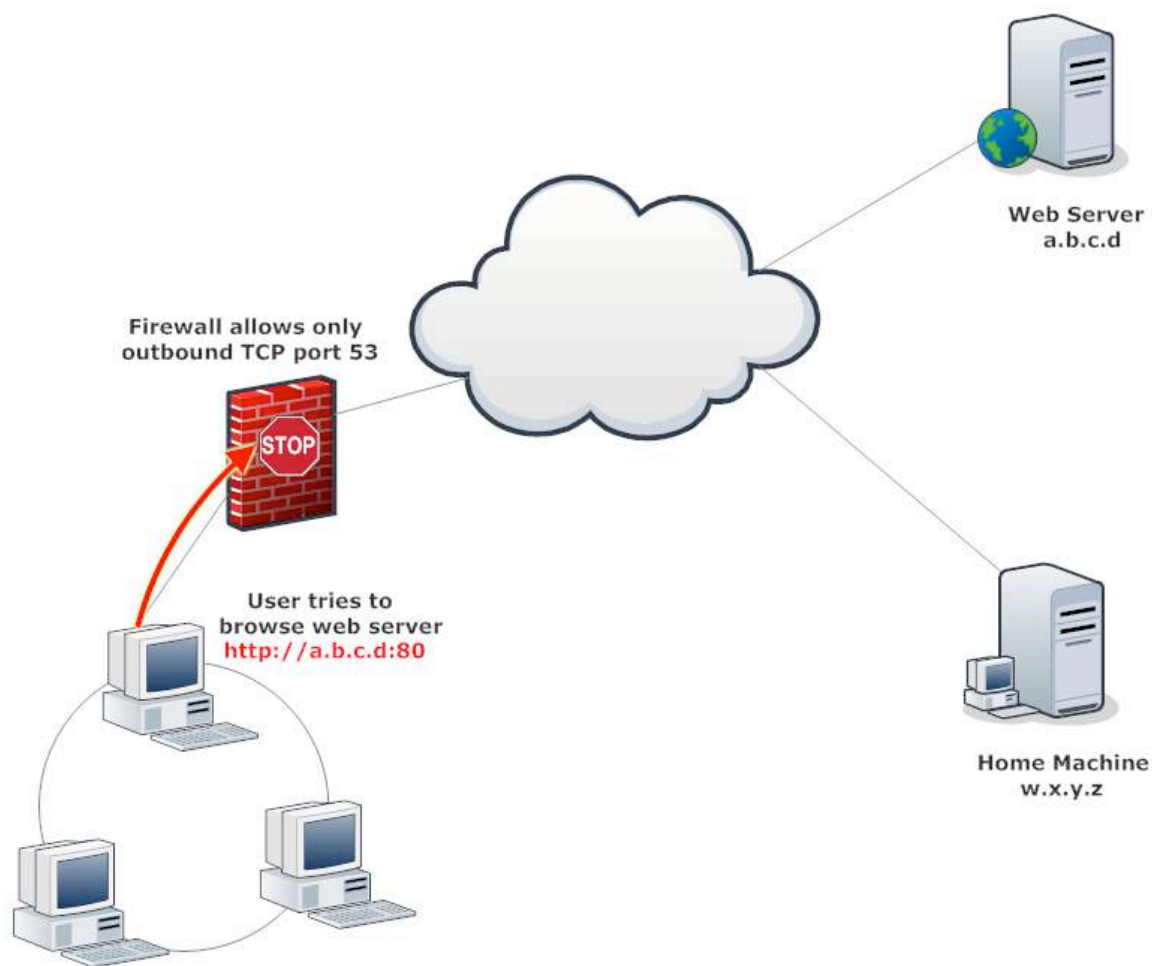 Web Server
a.b.c.d
Firewall allows only
outbound TCP port 53
STOP
User tries to
browse web server
http://a.b.c.d:80
Home Machine
w.x.y.z